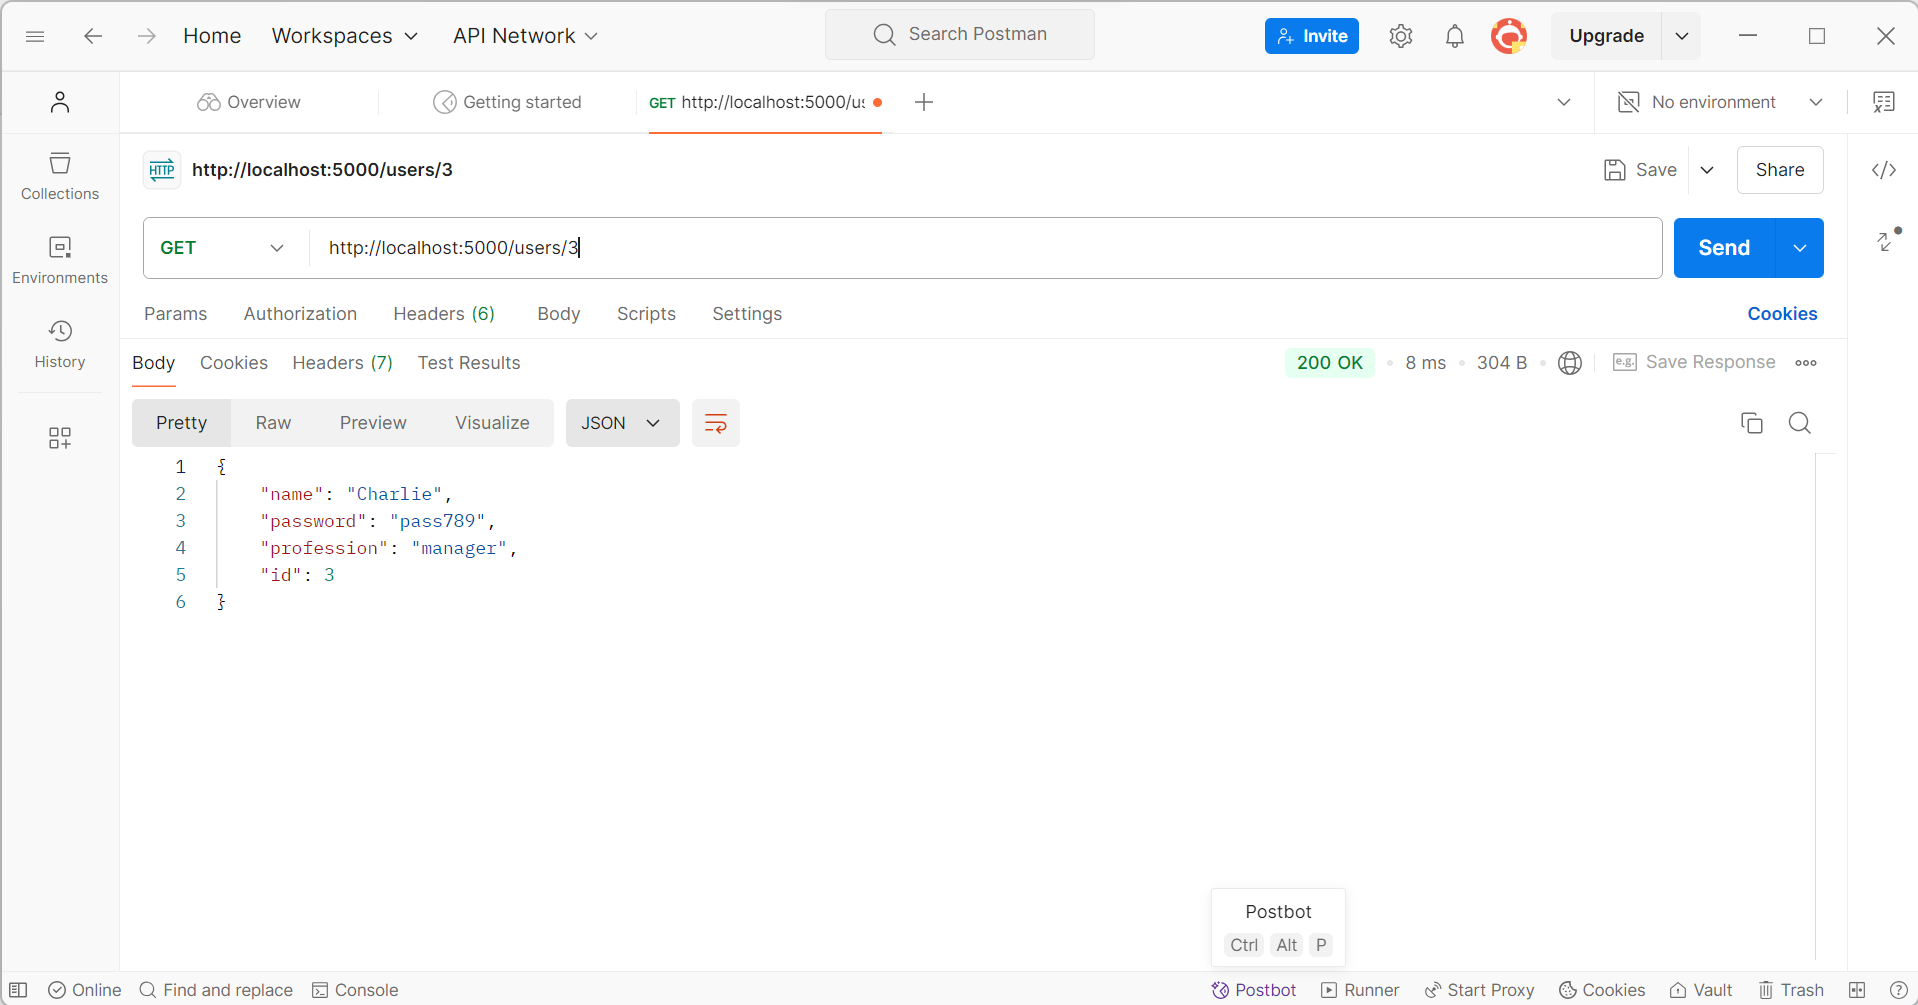 Home Workspaces API Network Search Postman Invite Upgrade
Overview Getting started GET http://localhost:5000/us No environment
HTTP http://localhost:5000/users/3 Save Share
Collections
GET http://localhost:5000/users/3 Send
Environments
Params Authorization Headers (6) Body Scripts Settings Cookies
History
Body Cookies Headers (7) Test Results 200 OK 8 ms 304 B e.g. Save Response
Pretty Raw Preview Visualize JSON
1 {
2 "name": "Charlie",
3 "password": "pass789",
4 "profession": "manager",
5 "id": 3
6 }
Postbot
Ctrl Alt P
Online Find and replace Console Postbot Runner Start Proxy Cookies Vault Trash